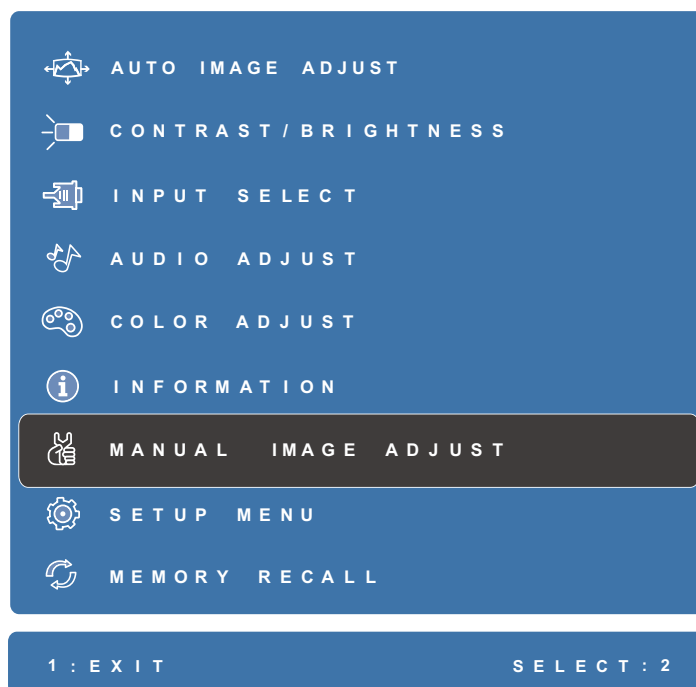 AUTO IMAGE ADJUST
CONTRAST/BRIGHTNESS
INPUT SELECT
AUDIO ADJUST
COLOR ADJUST
INFORMATION
MANUAL IMAGE ADJUST
SETUP MENU
MEMORY RECALL
1:EXIT SELECT:2